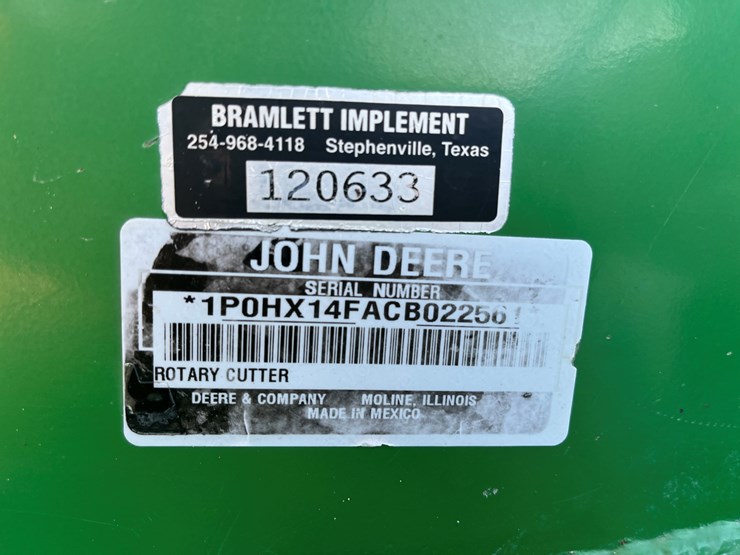 BRAMLETT IMPLEMENT
254-968-4118 Stephenville, Texas
120633
JOHN DEERE
SERIAL NUMBER
ROTARY CUTTER
DEERE & COMPANY MOLINE, ILLINOIS
MADE IN MEXICO